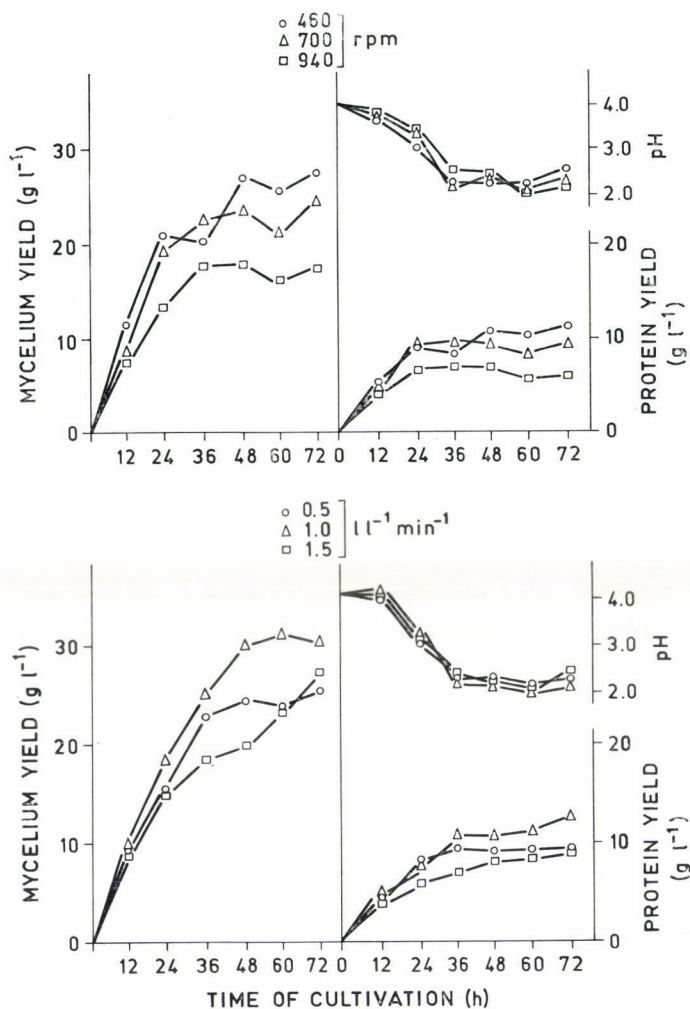 ○ 460
△ 700 rpm
□ 940
MYCELIUM YIELD (g l⁻¹)
30
20
10
0
12 24 36 48 60 72
4.0
3.0
2.0
pH
20
10
0
PROTEIN YIELD (g l⁻¹)
0 12 24 36 48 60 72
○ 0.5
△ 1.0 l l⁻¹ min⁻¹
□ 1.5
MYCELIUM YIELD (g l⁻¹)
30
20
10
0
12 24 36 48 60 72
4.0
3.0
2.0
pH
20
10
0
PROTEIN YIELD (g l⁻¹)
0 12 24 36 48 60 72
TIME OF CULTIVATION (h)